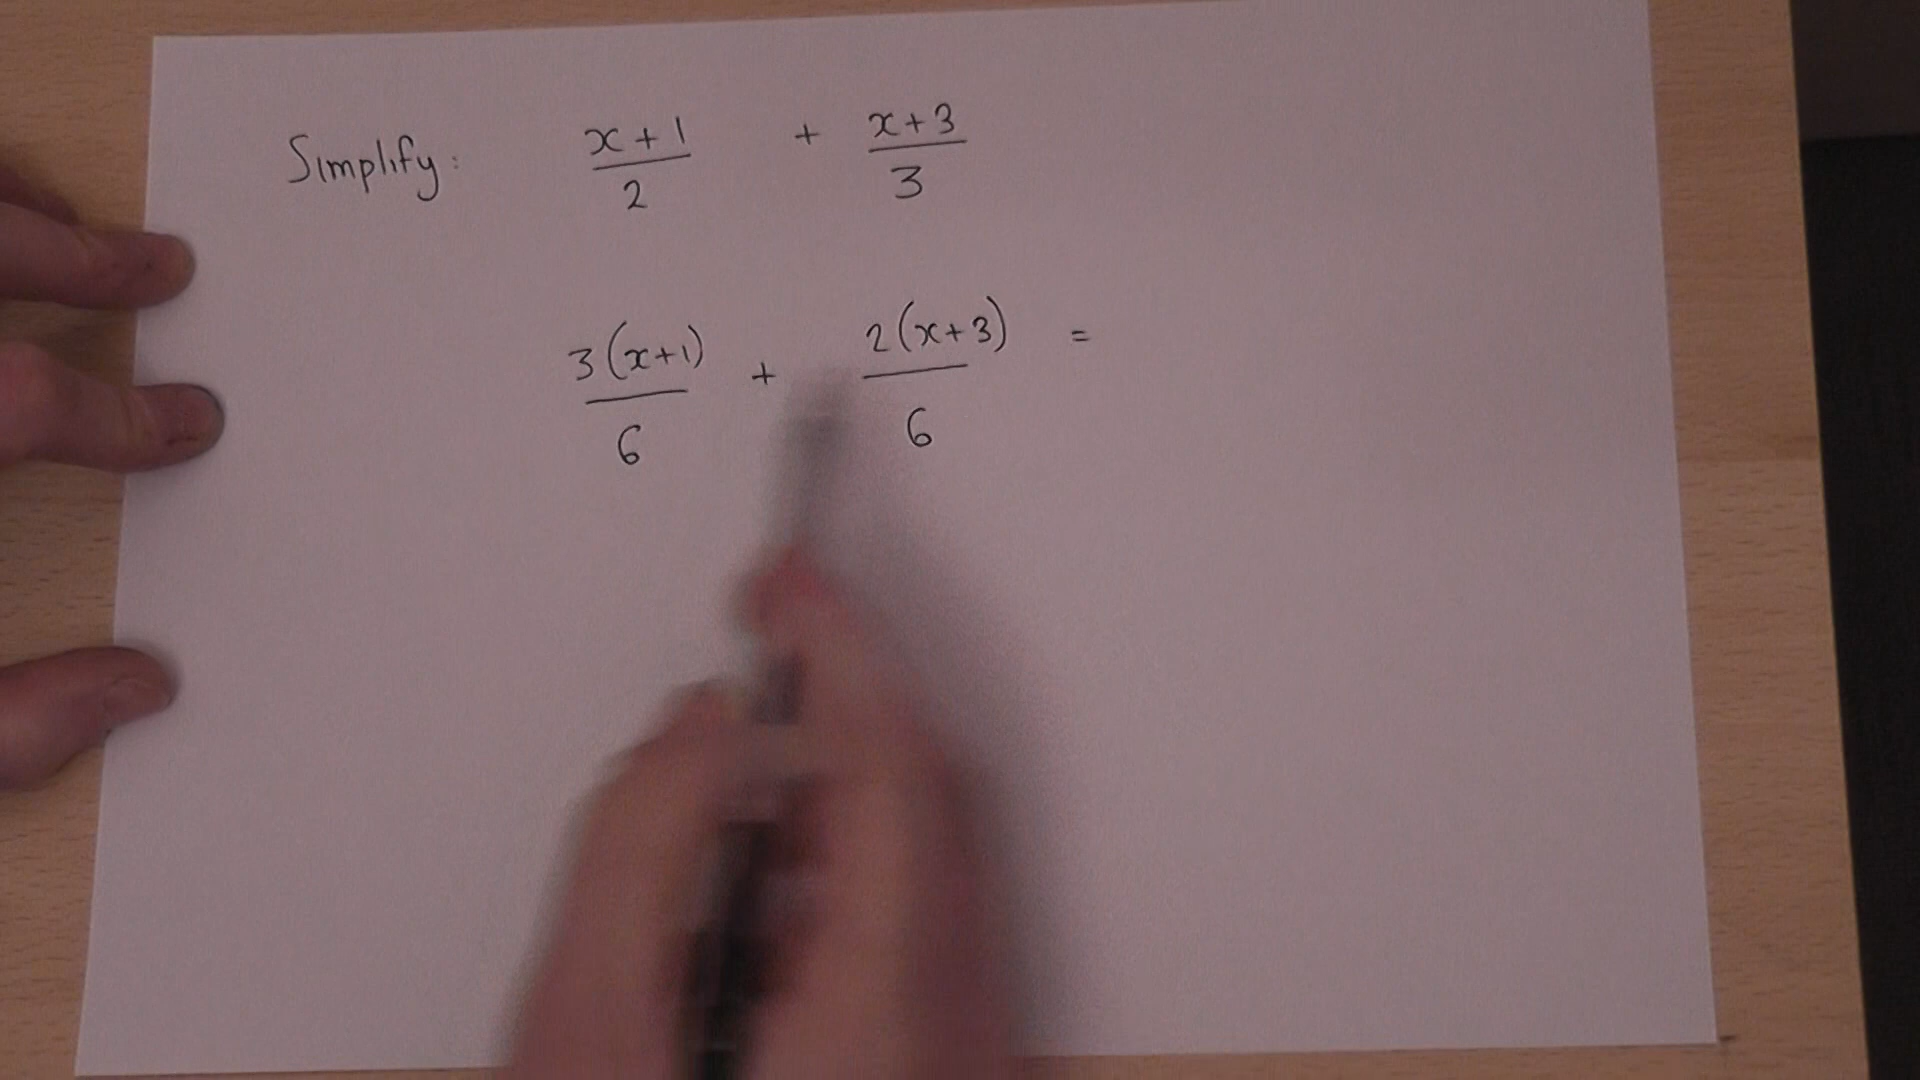 Simplify: x+1/2 + x+3/3
3(x+1)/6 + 2(x+3)/6 =